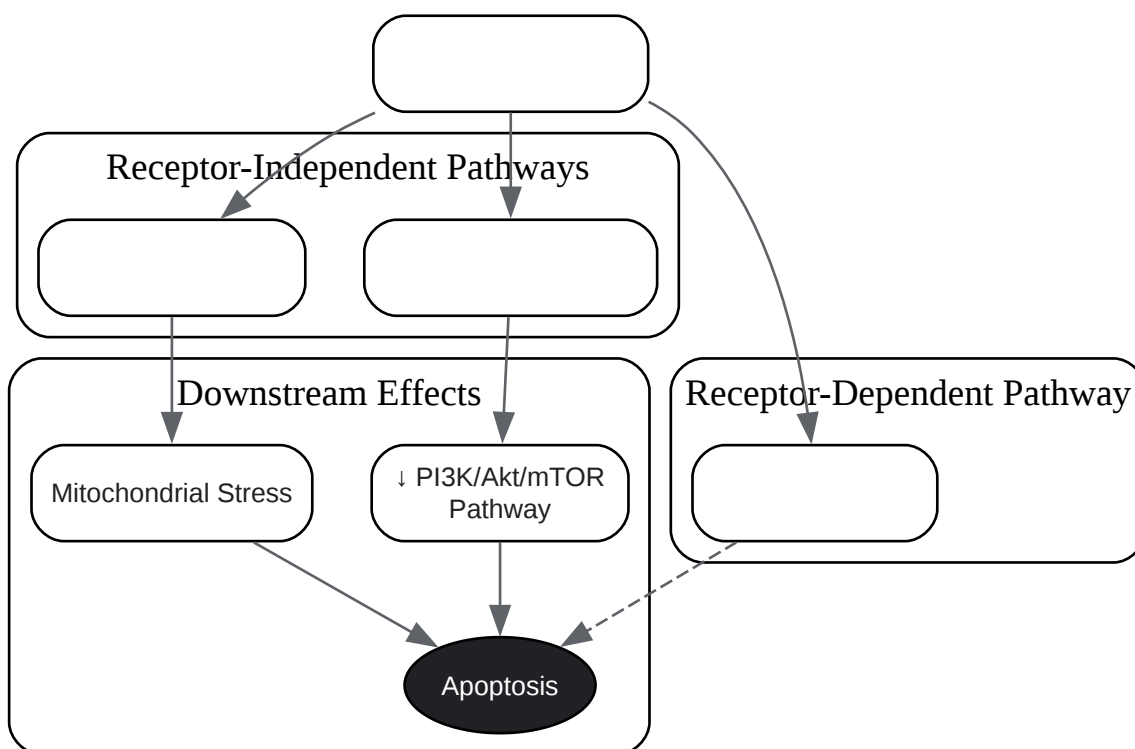 Receptor-Independent Pathways
Downstream Effects
Receptor-Dependent Pathway
Mitochondrial Stress
↓ PI3K/Akt/mTOR
Pathway
Apoptosis